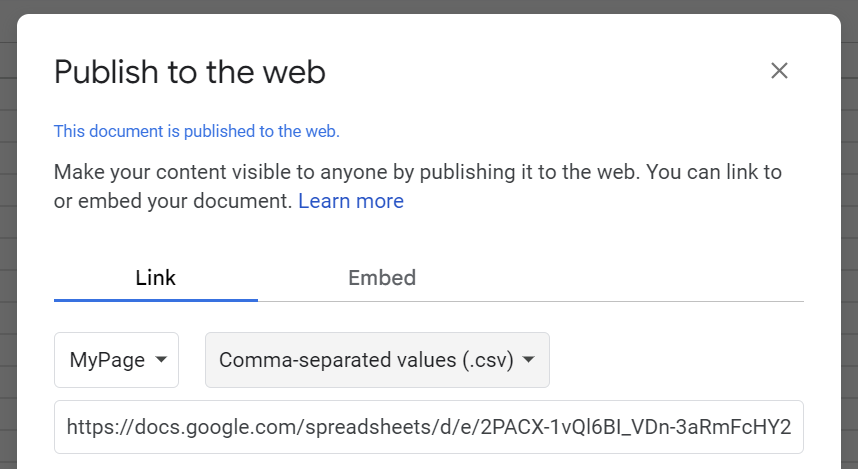 Publish to the web
This document is published to the web.
Make your content visible to anyone by publishing it to the web. You can link to
or embed your document. Learn more
Link Embed
MyPage Comma-separated values (.csv)
https://docs.google.com/spreadsheets/d/e/2PACX-1vQl6BI_VDn-3aRmFcHY2